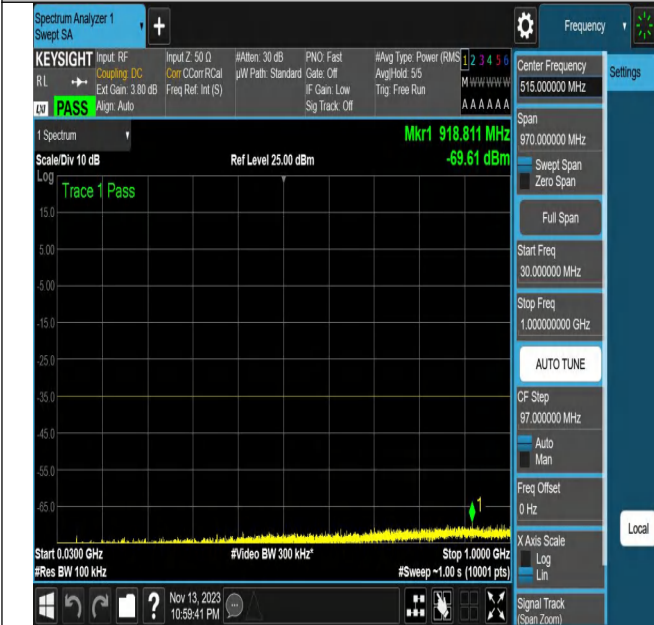 Spectrum Analyzer 1
Swept SA
+
Frequency
KEYSIGHT
Input: RF
Coupling: DC
Ext Gain: 3.80 dB
Align: Auto
Input Z: 50 Ω
Corr CCorr RCal
Freq Ref: Int (S)
#Atten: 30 dB
µW Path: Standard
PNO: Fast
Gate: Off
IF Gain: Low
Sig Track: Off
#Avg Type: Power (RMS
Avg|Hold: 5/5
Trig: Free Run
1 2 3 4 5 6
M W W W W W
A A A A A A
RL
LXI
PASS
1 Spectrum
Scale/Div 10 dB
Ref Level 25.00 dBm
Mkr1 918.811 MHz
-69.61 dBm
Log
Trace 1 Pass
15.0
5.00
-5.00
-15.0
-25.0
-35.0
-45.0
-55.0
-65.0
1
Start 0.0300 GHz
#Video BW 300 kHz*
Stop 1.0000 GHz
#Res BW 100 kHz
#Sweep ~1.00 s (10001 pts)
?
Nov 13, 2023
10:59:41 PM
Center Frequency
515.000000 MHz
Settings
Span
970.000000 MHz
Swept Span
Zero Span
Full Span
Start Freq
30.000000 MHz
Stop Freq
1.000000000 GHz
AUTO TUNE
CF Step
97.000000 MHz
Auto
Man
Freq Offset
0 Hz
X Axis Scale
Log
Lin
Local
Signal Track
(Span Zoom)